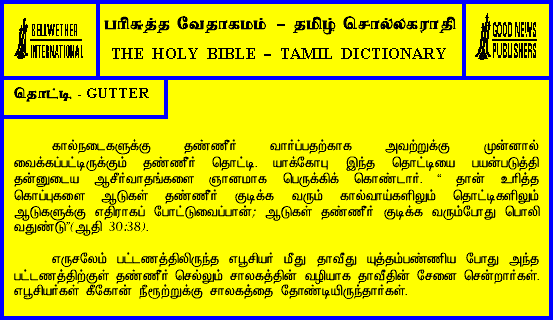 BELLWETHER
INTERNATIONAL
பரிசுத்த வேதாகமம் – தமிழ் சொல்லகராதி
THE HOLY BIBLE – TAMIL DICTIONARY
GOOD NEWS
PUBLISHERS
தொட்டி - GUTTER
கால்நடைகளுக்கு தண்ணீர் வார்ப்பதற்காக அவற்றுக்கு முன்னால்
வைக்கப்பட்டிருக்கும் தண்ணீர் தொட்டி. யாக்கோபு இந்த தொட்டியை பயன்படுத்தி
தன்னுடைய ஆசீர்வாதங்களை ஞானமாக பெருக்கிக் கொண்டார். “ தான் உரித்த
கொப்புகளை ஆடுகள் தண்ணீர் குடிக்க வரும் கால்வாய்களிலும் தொட்டிகளிலும்
ஆடுகளுக்கு எதிராகப் போட்டுவைப்பான்; ஆடுகள் தண்ணீர் குடிக்க வரும்போது பொலி
வதுண்டு”(ஆதி 30:38).
எருசலேம் பட்டணத்திலிருந்த எபூசியர் மீது தாவீது யுத்தம்பண்ணிய போது அந்த
பட்டணத்திற்குள் தண்ணீர் செல்லும் சாலகத்தின் வழியாக தாவீதின் சேனை சென்றார்கள்.
எபூசியர்கள் கீகோன் நீரூற்றுக்கு சாலகத்தை தோண்டியிருந்தார்கள்.